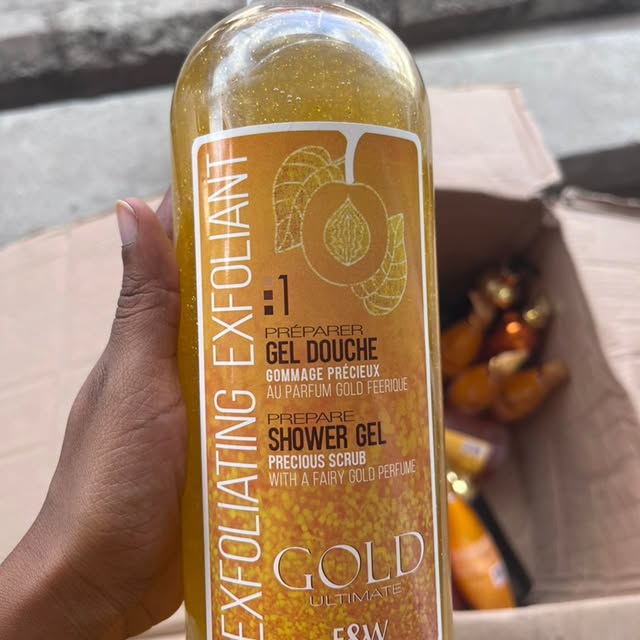 EXFOLIATING EXFOLIANT
:1
PRÉPARER
GEL DOUCHE
GOMMAGE PRÉCIEUX
AU PARFUM GOLD FEERIQUE
PREPARE
SHOWER GEL
PRECIOUS SCRUB
WITH A FAIRY GOLD PERFUME
GOLD
ULTIMATE
F&W